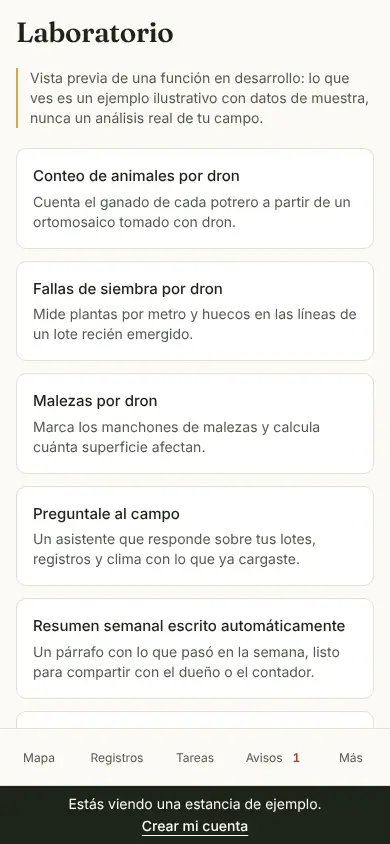 Laboratorio
Vista previa de una función en desarrollo: lo que
ves es un ejemplo ilustrativo con datos de muestra,
nunca un análisis real de tu campo.
Conteo de animales por dron
Cuenta el ganado de cada potrero a partir de un
ortomosaico tomado con dron.
Fallas de siembra por dron
Mide plantas por metro y huecos en las líneas de
un lote recién emergido.
Malezas por dron
Marca los manchones de malezas y calcula
cuánta superficie afectan.
Preguntale al campo
Un asistente que responde sobre tus lotes,
registros y clima con lo que ya cargaste.
Resumen semanal escrito automáticamente
Un párrafo con lo que pasó en la semana, listo
para compartir con el dueño o el contador.
Mapa Registros Tareas Avisos 1 Más
Estás viendo una estancia de ejemplo.
Crear mi cuenta